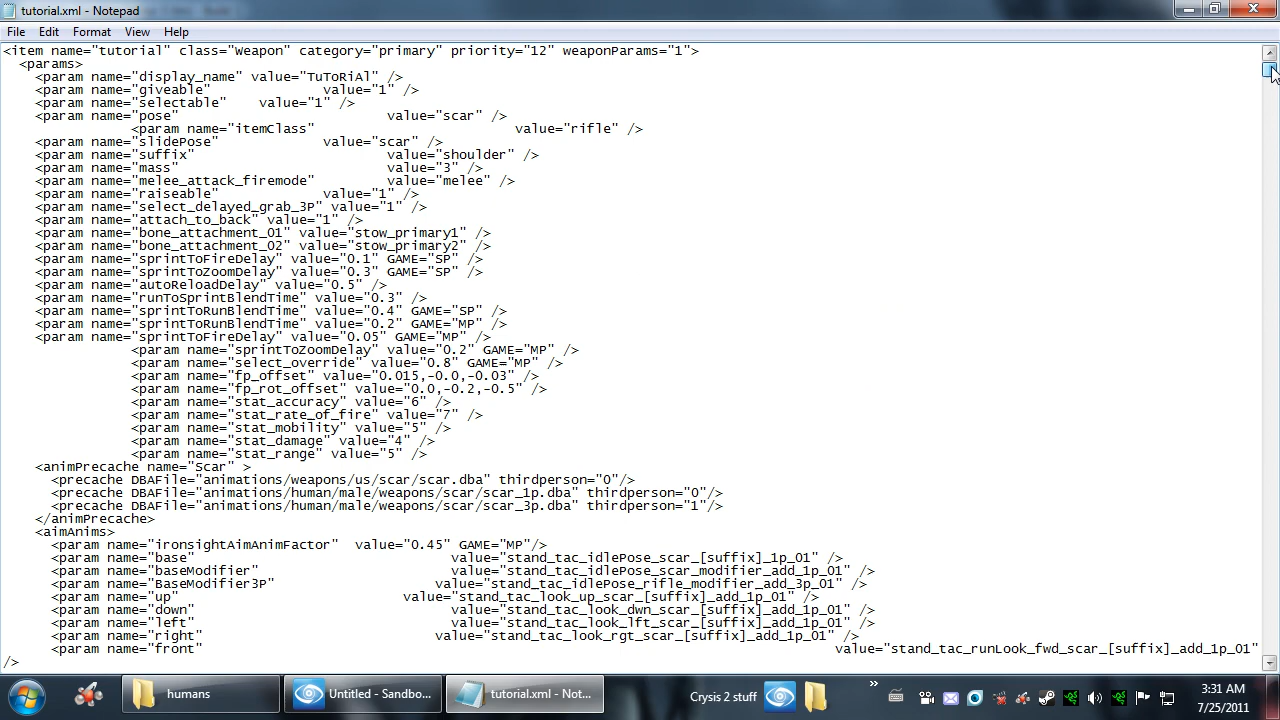 tutorial.xml - Notepad
File Edit Format View Help
<item name="tutorial" class="Weapon" category="primary" priority="12" weaponParams="1">
<params>
<param name="display_name" value="TuToRiAl" />
<param name="giveable" value="1" />
<param name="selectable" value="1" />
<param name="pose" value="scar" />
<param name="itemClass" value="rifle" />
<param name="slidePose" value="scar" />
<param name="suffix" value="shoulder" />
<param name="mass" value="3" />
<param name="melee_attack_firemode" value="melee" />
<param name="raiseable" value="1" />
<param name="select_delayed_grab_3P" value="1" />
<param name="attach_to_back" value="1" />
<param name="bone_attachment_01" value="stow_primary1" />
<param name="bone_attachment_02" value="stow_primary2" />
<param name="sprintToFireDelay" value="0.1" GAME="SP" />
<param name="sprintToZoomDelay" value="0.3" GAME="SP" />
<param name="autoReloadDelay" value="0.5" />
<param name="runToSprintBlendTime" value="0.3" />
<param name="sprintToRunBlendTime" value="0.4" GAME="SP" />
<param name="sprintToRunBlendTime" value="0.2" GAME="MP" />
<param name="sprintToFireDelay" value="0.05" GAME="MP" />
<param name="sprintToZoomDelay" value="0.2" GAME="MP" />
<param name="select_override" value="0.8" GAME="MP" />
<param name="fp_offset" value="0.015,-0.0,-0.03" />
<param name="fp_rot_offset" value="0.0,-0.2,-0.5" />
<param name="stat_accuracy" value="6" />
<param name="stat_rate_of_fire" value="7" />
<param name="stat_mobility" value="5" />
<param name="stat_damage" value="4" />
<param name="stat_range" value="5" />
<animPrecache name="Scar" >
<precache DBAFile="animations/weapons/us/scar/scar.dba" thirdperson="0"/>
<precache DBAFile="animations/human/male/weapons/scar/scar_1p.dba" thirdperson="0"/>
<precache DBAFile="animations/human/male/weapons/scar/scar_3p.dba" thirdperson="1"/>
</animPrecache>
<aimAnims>
<param name="ironsightAimAnimFactor" value="0.45" GAME="MP"/>
<param name="base" value="stand_tac_idlePose_scar_[suffix]_1p_01" />
<param name="baseModifier" value="stand_tac_idlePose_scar_modifier_add_1p_01" />
<param name="BaseModifier3P" value="stand_tac_idlePose_rifle_modifier_add_3p_01" />
<param name="up" value="stand_tac_look_up_scar_[suffix]_add_1p_01" />
<param name="down" value="stand_tac_look_dwn_scar_[suffix]_add_1p_01" />
<param name="left" value="stand_tac_look_lft_scar_[suffix]_add_1p_01" />
<param name="right" value="stand_tac_look_rgt_scar_[suffix]_add_1p_01" />
<param name="front" value="stand_tac_runLook_fwd_scar_[suffix]_add_1p_01"
/>
humans Untitled - Sandbo... tutorial.xml - Not... Crysis 2 stuff » 3:31 AM
7/25/2011